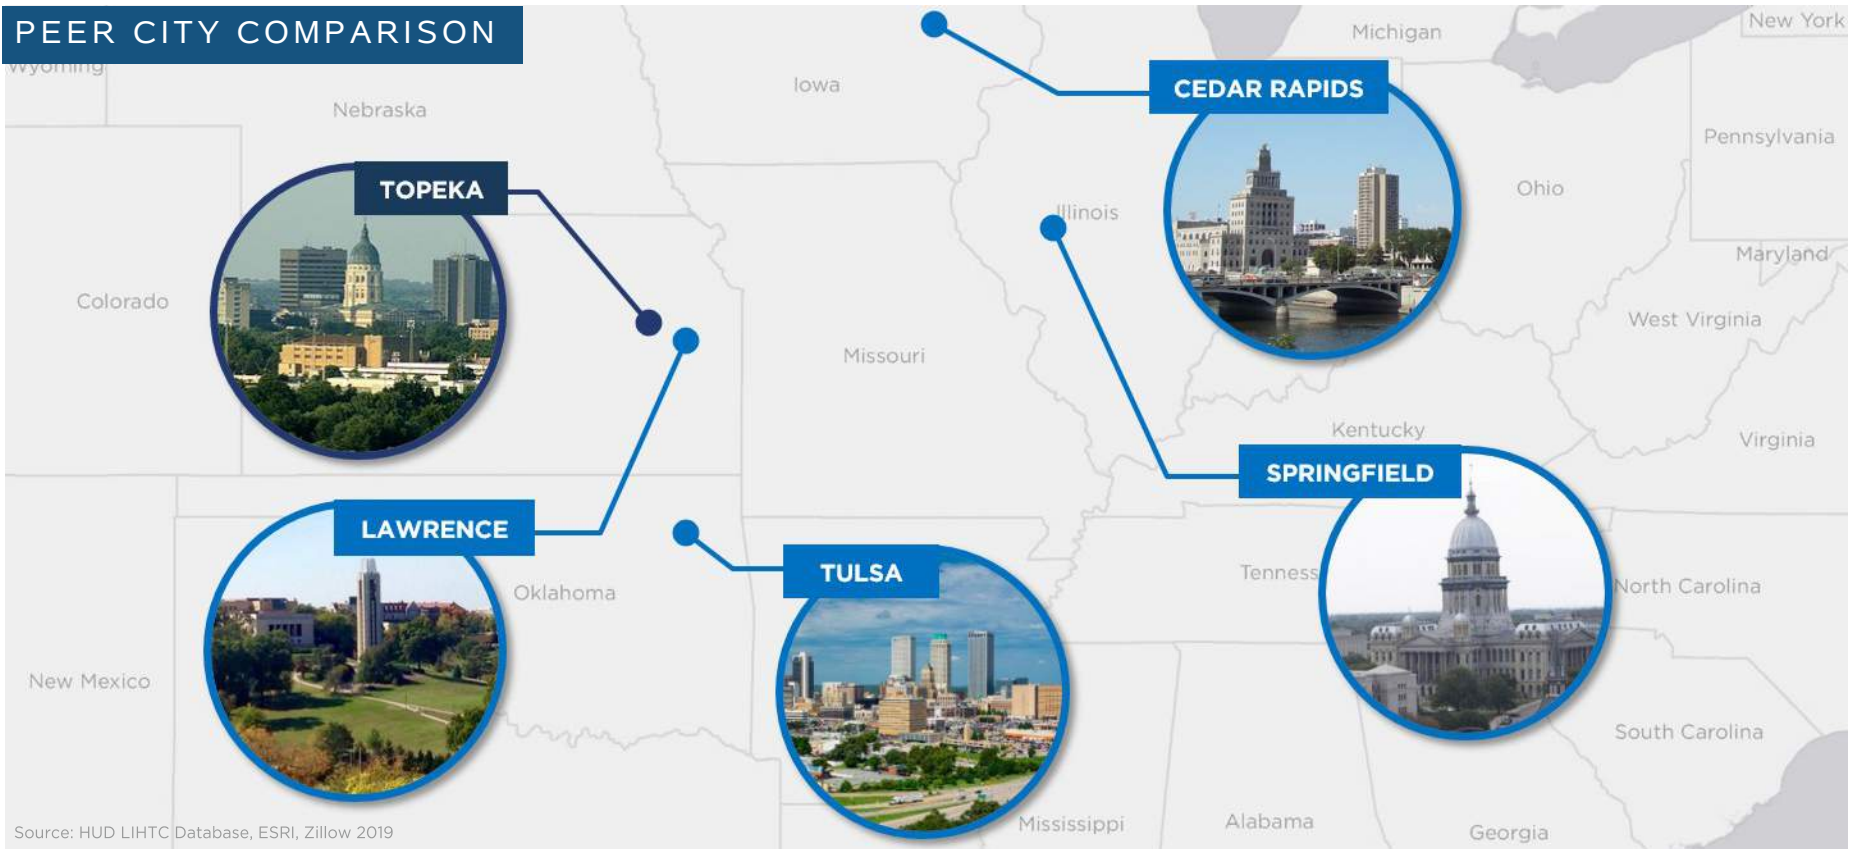 PEER CITY COMPARISON
New York
Michigan
Wyoming
Iowa
CEDAR RAPIDS
Nebraska
Pennsylvania
TOPEKA
Ohio
Illinois
Maryland
Colorado
West Virginia
Missouri
Kentucky
Virginia
SPRINGFIELD
LAWRENCE
TULSA
Tenness
Oklahoma
North Carolina
New Mexico
South Carolina
Mississippi
Alabama
Georgia
Source: HUD LIHTC Database, ESRI, Zillow 2019